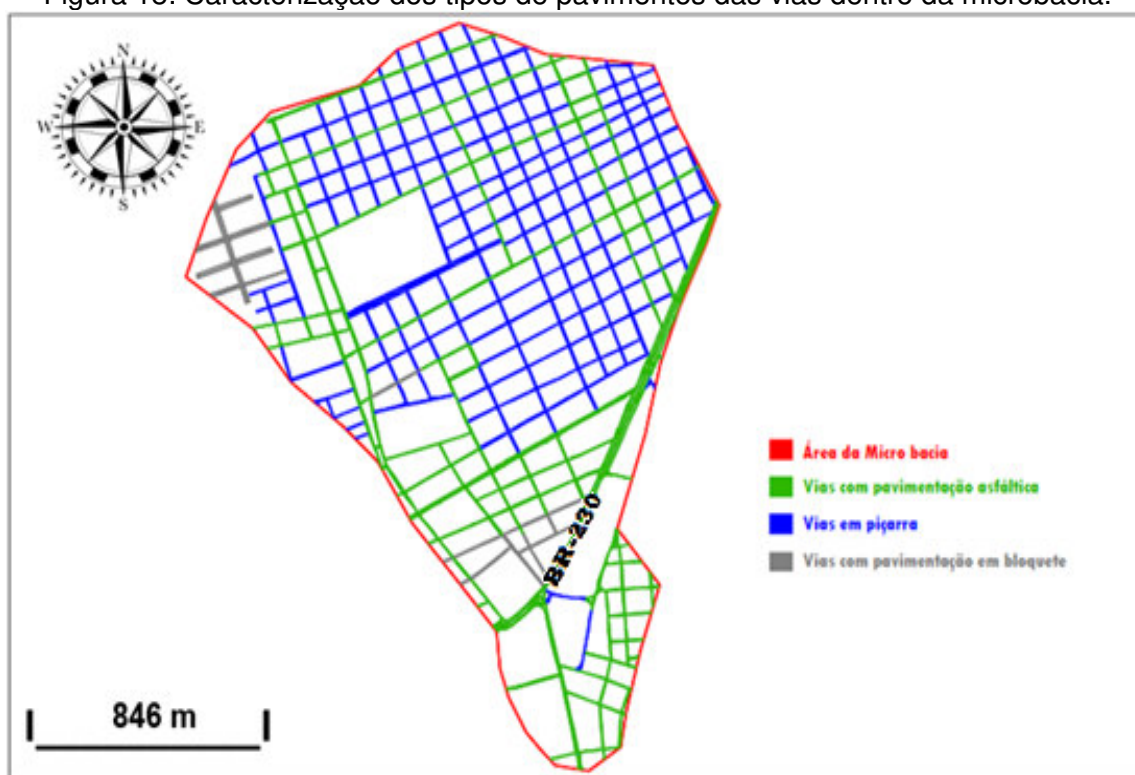 Figura 15. Caracterização dos tipos de pavimentos das vias dentro da microbacia.
N
W
E
S
Área da Micro bacia
Vias com pavimentação asfáltica
Vias em piçarra
Vias com pavimentação em bloquete
BR-230
846 m